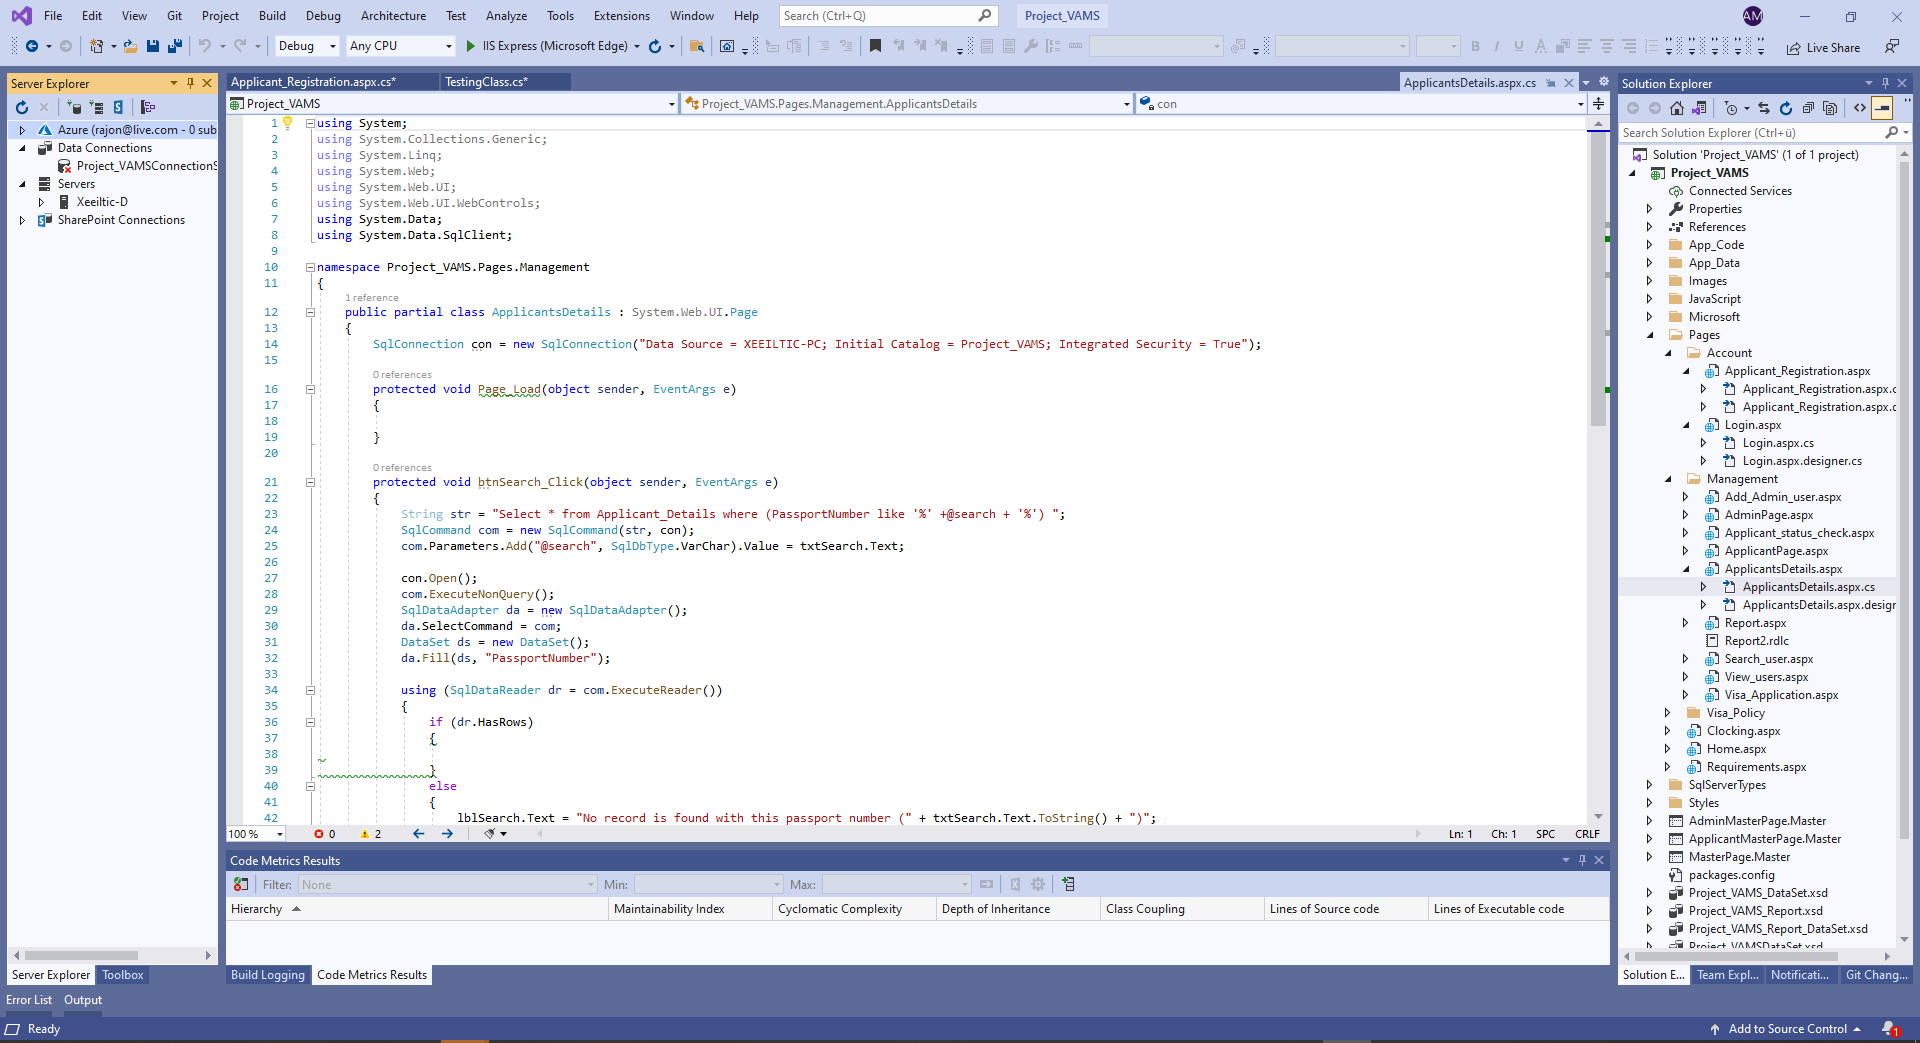 File Edit View Git Project Build Debug Architecture Test Analyze Tools Extensions Window Help Search (Ctrl+Q) Project_VAMS AM
Debug Any CPU IIS Express (Microsoft Edge) Live Share
Server Explorer
Azure (rajon@live.com - 0 sub
Data Connections
Project_VAMSConnectionS
Servers
Xeeiltic-D
SharePoint Connections
Server Explorer Toolbox
Applicant_Registration.aspx.cs* TestingClass.cs* ApplicantsDetails.aspx.cs
Project_VAMS Project_VAMS.Pages.Management.ApplicantsDetails con
1 using System;
2 using System.Collections.Generic;
3 using System.Linq;
4 using System.Web;
5 using System.Web.UI;
6 using System.Web.UI.WebControls;
7 using System.Data;
8 using System.Data.SqlClient;
9
10 namespace Project_VAMS.Pages.Management
11 {
1 reference
12 public partial class ApplicantsDetails : System.Web.UI.Page
13 {
14 SqlConnection con = new SqlConnection("Data Source = XEEILTIC-PC; Initial Catalog = Project_VAMS; Integrated Security = True");
15
0 references
16 protected void Page_Load(object sender, EventArgs e)
17 {
18
19 }
20
0 references
21 protected void btnSearch_Click(object sender, EventArgs e)
22 {
23 String str = "Select * from Applicant_Details where (PassportNumber like '%' +@search + '%') ";
24 SqlCommand com = new SqlCommand(str, con);
25 com.Parameters.Add("@search", SqlDbType.VarChar).Value = txtSearch.Text;
26
27 con.Open();
28 com.ExecuteNonQuery();
29 SqlDataAdapter da = new SqlDataAdapter();
30 da.SelectCommand = com;
31 DataSet ds = new DataSet();
32 da.Fill(ds, "PassportNumber");
33
34 using (SqlDataReader dr = com.ExecuteReader())
35 {
36 if (dr.HasRows)
37 {
38
39 }
40 else
41 {
42 lblSearch.Text = "No record is found with this passport number (" + txtSearch.Text.ToString() + ")";
100 % 0 2 Ln: 1 Ch: 1 SPC CRLF
Code Metrics Results
Filter: None Min: Max:
Hierarchy Maintainability Index Cyclomatic Complexity Depth of Inheritance Class Coupling Lines of Source code Lines of Executable code
Build Logging Code Metrics Results
Solution Explorer
Search Solution Explorer (Ctrl+ü)
Solution 'Project_VAMS' (1 of 1 project)
Project_VAMS
Connected Services
Properties
References
App_Code
App_Data
Images
JavaScript
Microsoft
Pages
Account
Applicant_Registration.aspx
Applicant_Registration.aspx.c
Applicant_Registration.aspx.c
Login.aspx
Login.aspx.cs
Login.aspx.designer.cs
Management
Add_Admin_user.aspx
AdminPage.aspx
Applicant_status_check.aspx
ApplicantPage.aspx
ApplicantsDetails.aspx
ApplicantsDetails.aspx.cs
ApplicantsDetails.aspx.desigr
Report.aspx
Report2.rdlc
Search_user.aspx
View_users.aspx
Visa_Application.aspx
Visa_Policy
Clocking.aspx
Home.aspx
Requirements.aspx
SqlServerTypes
Styles
AdminMasterPage.Master
ApplicantMasterPage.Master
MasterPage.Master
packages.config
Project_VAMS_DataSet.xsd
Project_VAMS_Report.xsd
Project_VAMS_Report_DataSet.xsd
Project_VAMSDataSet.xsd
Solution E... Team Expl... Notificati... Git Chang...
Error List Output
Ready Add to Source Control 1